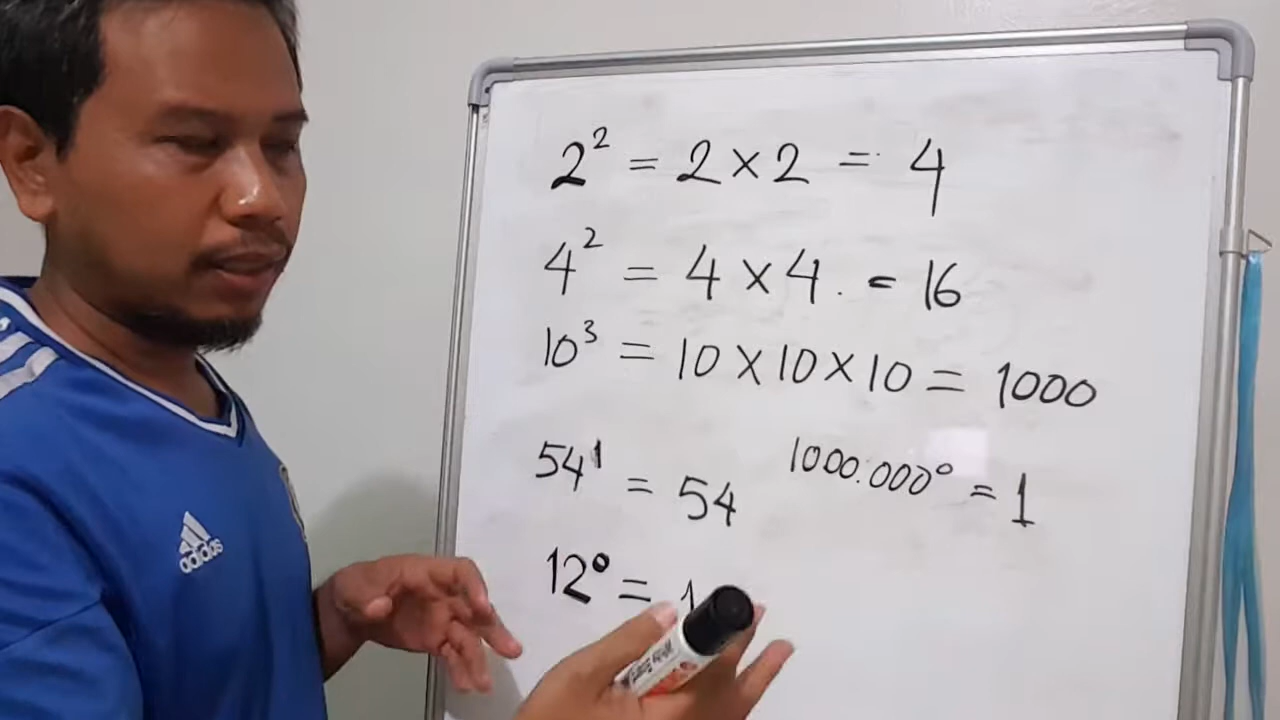 2² = 2 × 2 = 4
4² = 4 × 4 . = 16
10³ = 10 × 10 × 10 = 1000
54¹ = 54
1000.000⁰ = 1
12⁰ = 1
adidas